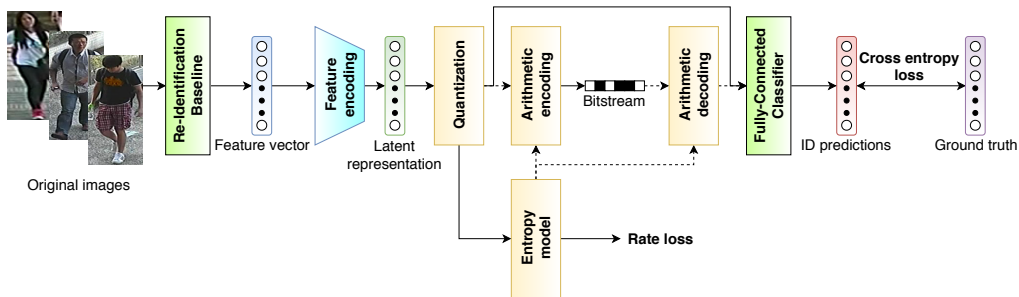 Original images
Re-Identification
Baseline
Feature vector
Feature
encoding
Latent
representation
Quantization
Arithmetic
encoding
Bitstream
Arithmetic
decoding
Entropy
model
Rate loss
Fully-Connected
Classifier
ID predictions
Cross entropy
loss
Ground truth